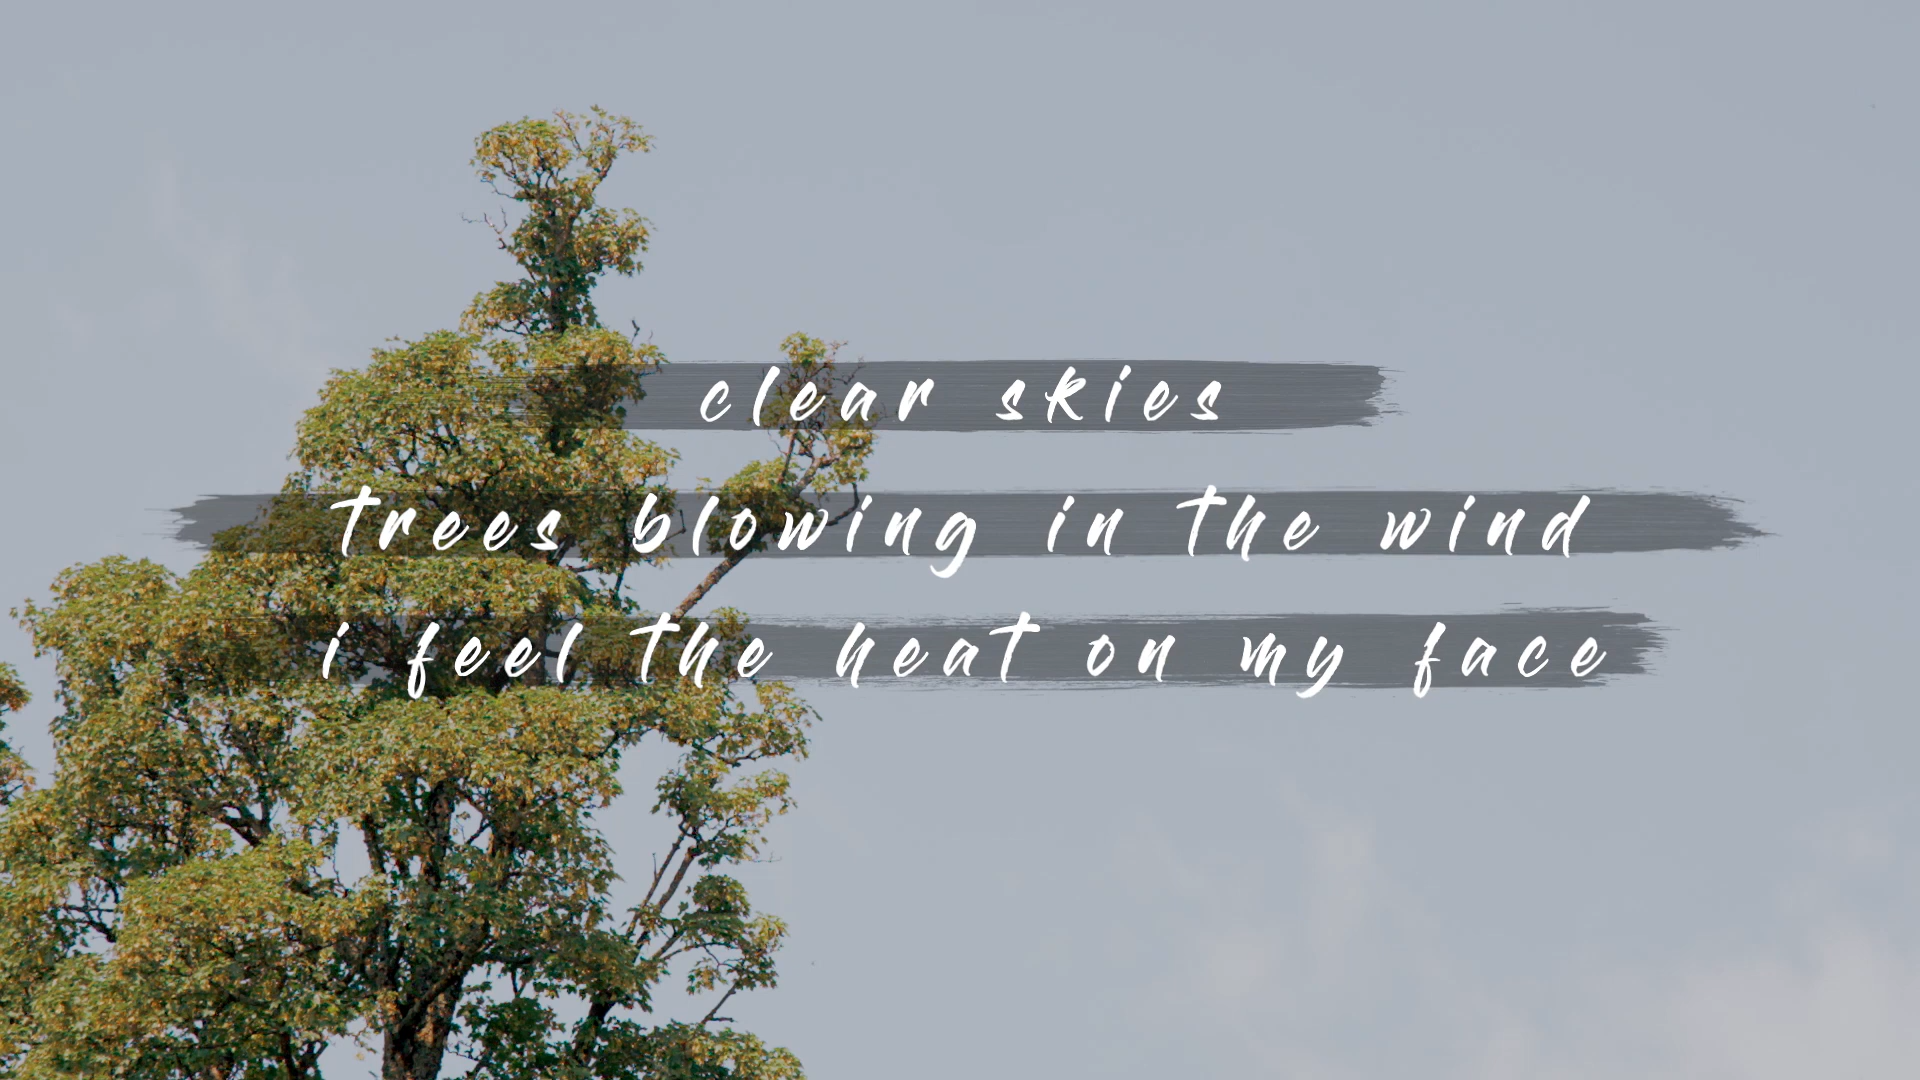 clear skies
trees blowing in the wind
i feel the heat on my face